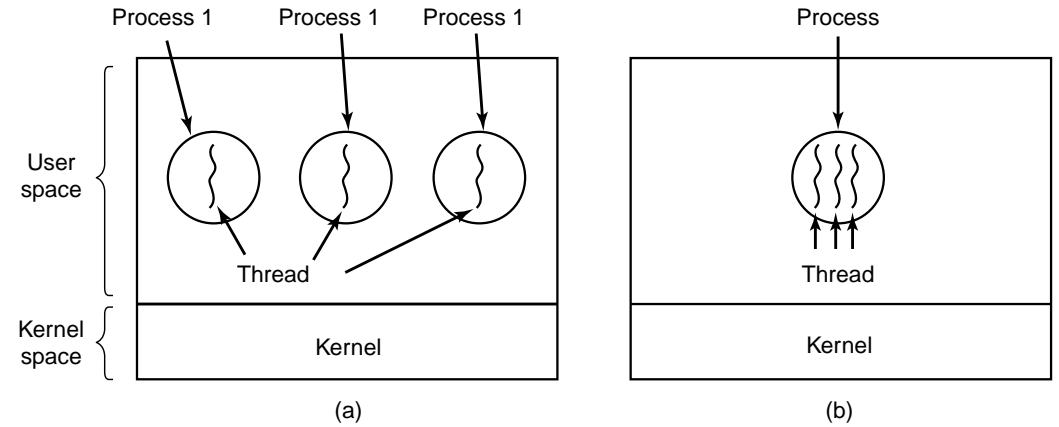 Process 1
Process 1
Process 1
Process
User
space
Thread
Thread
Kernel
space
Kernel
Kernel
(a)
(b)